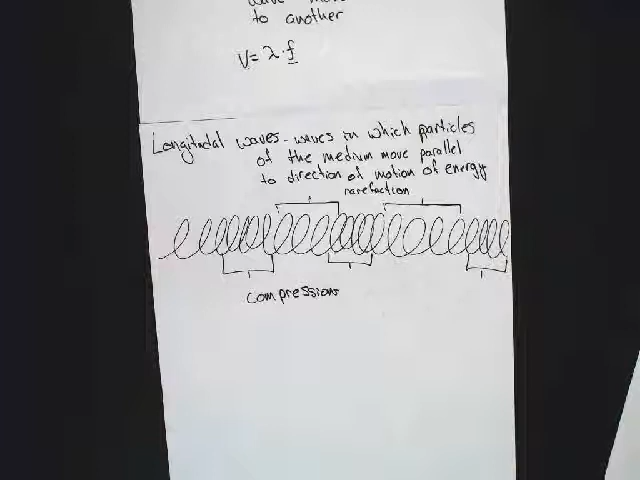 to another
V = λ·f
Longitudal waves - waves in which particles
of the medium move parallel
to direction of motion of energy
rarefaction
compressions